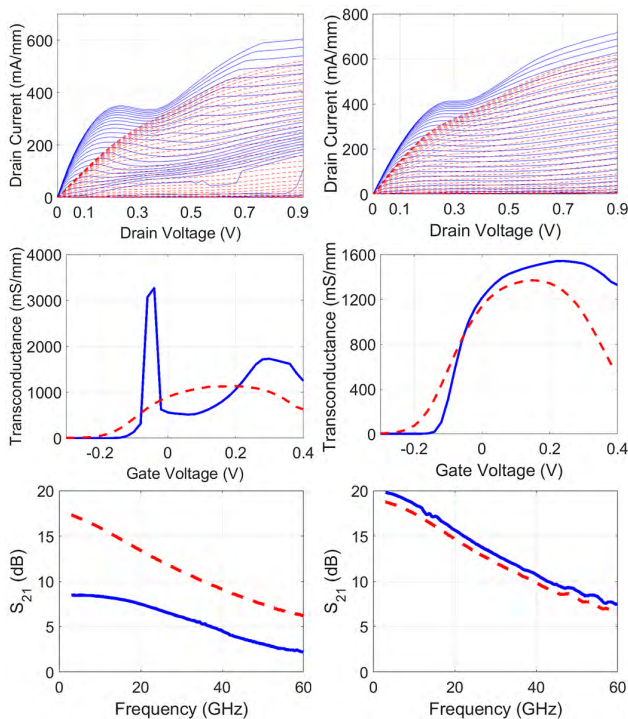 600
400
200
0
Drain Current (mA/mm)
0 0.1 0.3 0.5 0.7 0.9
Drain Voltage (V)
800
600
400
200
0
Drain Current (mA/mm)
0 0.1 0.3 0.5 0.7 0.9
Drain Voltage (V)
4000
3000
2000
1000
0
Transconductance (mS/mm)
-0.2 0 0.2 0.4
Gate Voltage (V)
1600
1200
800
400
0
Transconductance (mS/mm)
-0.2 0 0.2 0.4
Gate Voltage (V)
20
15
10
5
0
S21 (dB)
0 20 40 60
Frequency (GHz)
20
15
10
5
0
S21 (dB)
0 20 40 60
Frequency (GHz)